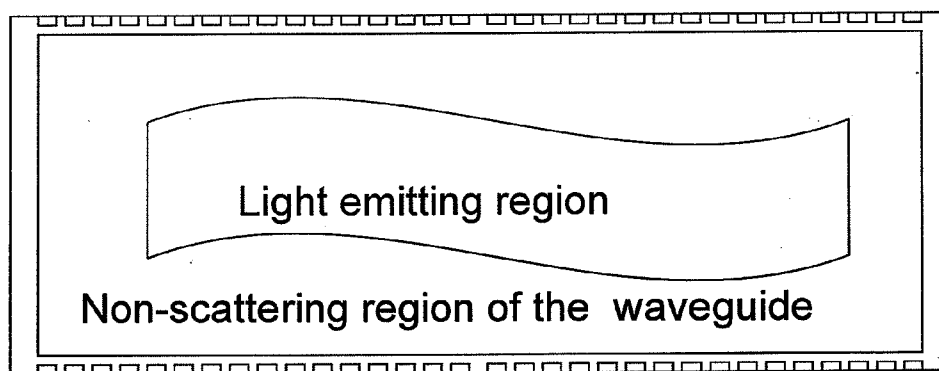 Light emitting region
Non-scattering region of the waveguide